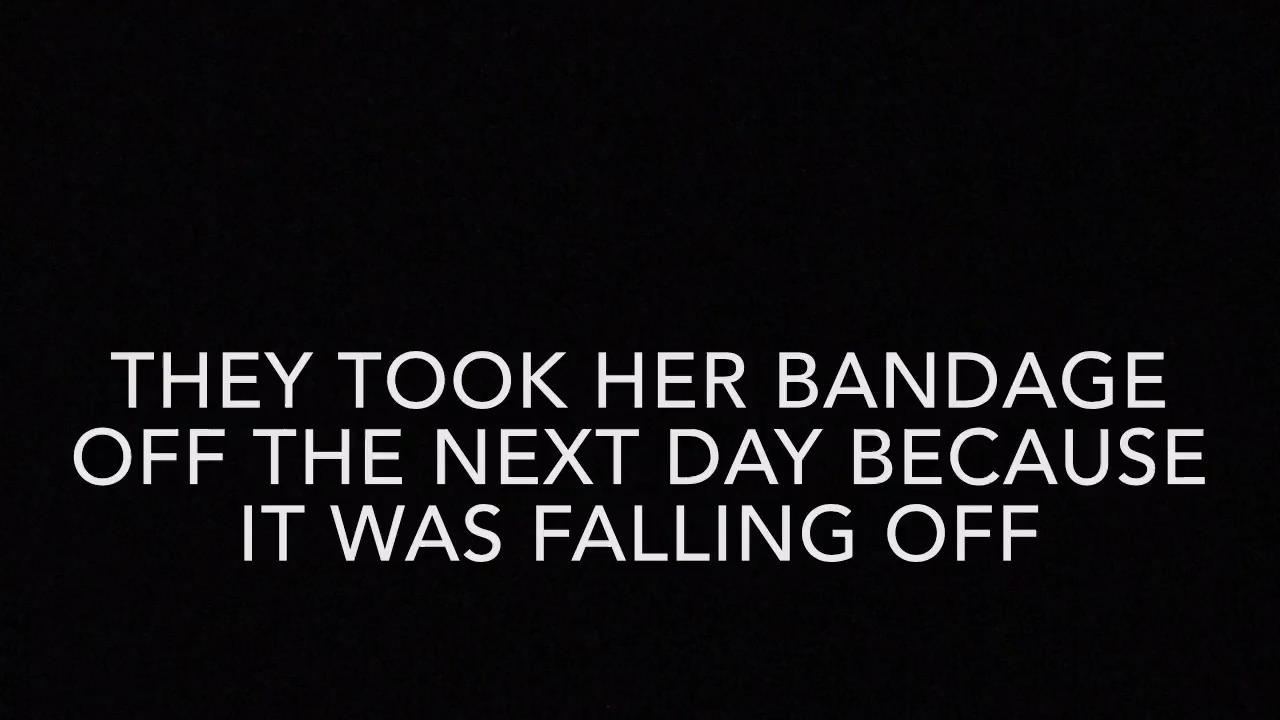 THEY TOOK HER BANDAGE
OFF THE NEXT DAY BECAUSE
IT WAS FALLING OFF